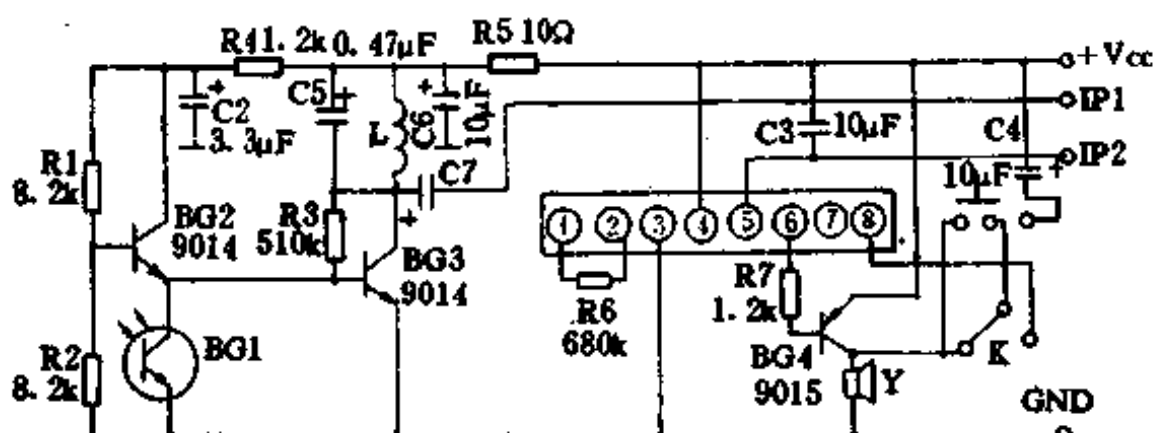 R4 1.2k 0.47μF R5 10Ω +Vcc
C5 IP1
C2 3.3μF
L C6 10μF
C3 10μF C4
C7 IP2
R1 8.2k
10μF
BG2 9014
R3 510k
1 2 3 4 5 6 7 8
BG3 9014
R6 680k
R7 1.2k
R2 8.2k
BG1
BG4 9015
Y
K
GND